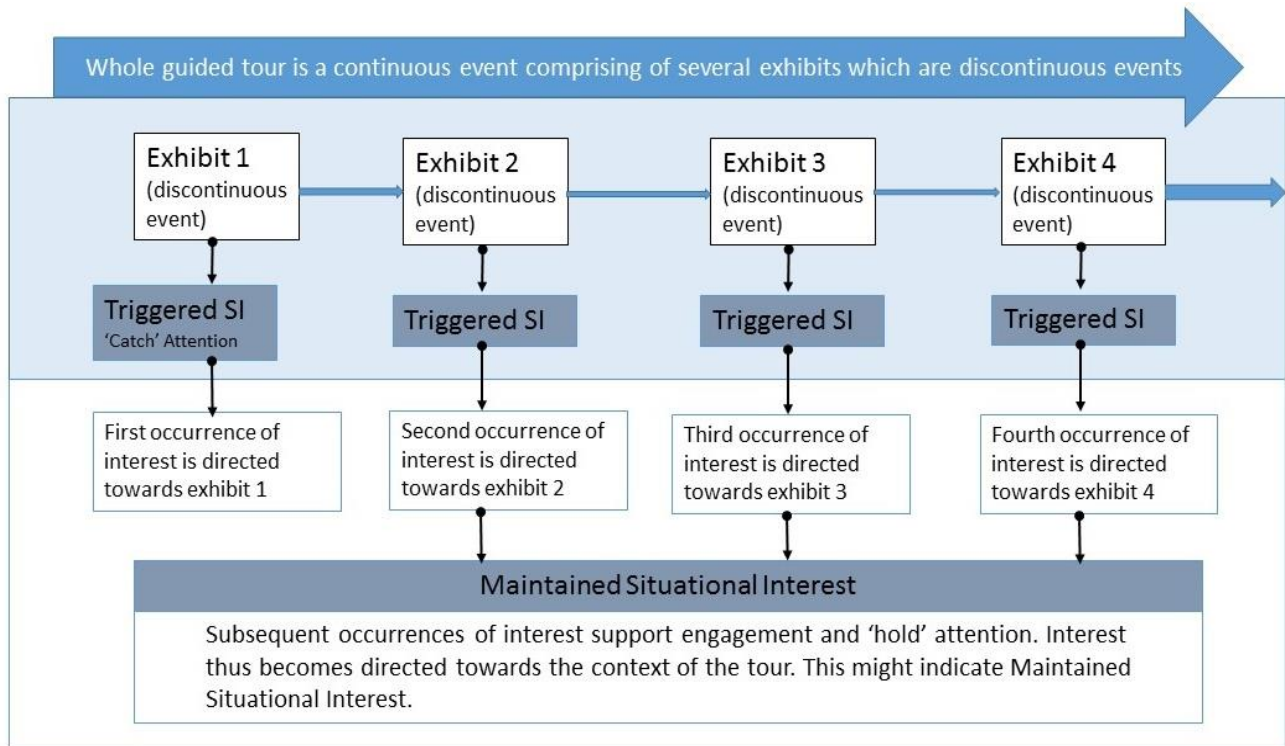 Whole guided tour is a continuous event comprising of several exhibits which are discontinuous events
Exhibit 1
(discontinuous
event)
Exhibit 2
(discontinuous
event)
Exhibit 3
(discontinuous
event)
Exhibit 4
(discontinuous
event)
Triggered SI
‘Catch’ Attention
Triggered SI
Triggered SI
Triggered SI
First occurrence of
interest is directed
towards exhibit 1
Second occurrence of
interest is directed
towards exhibit 2
Third occurrence of
interest is directed
towards exhibit 3
Fourth occurrence of
interest is directed
towards exhibit 4
Maintained Situational Interest
Subsequent occurrences of interest support engagement and ‘hold’ attention. Interest
thus becomes directed towards the context of the tour. This might indicate Maintained
Situational Interest.